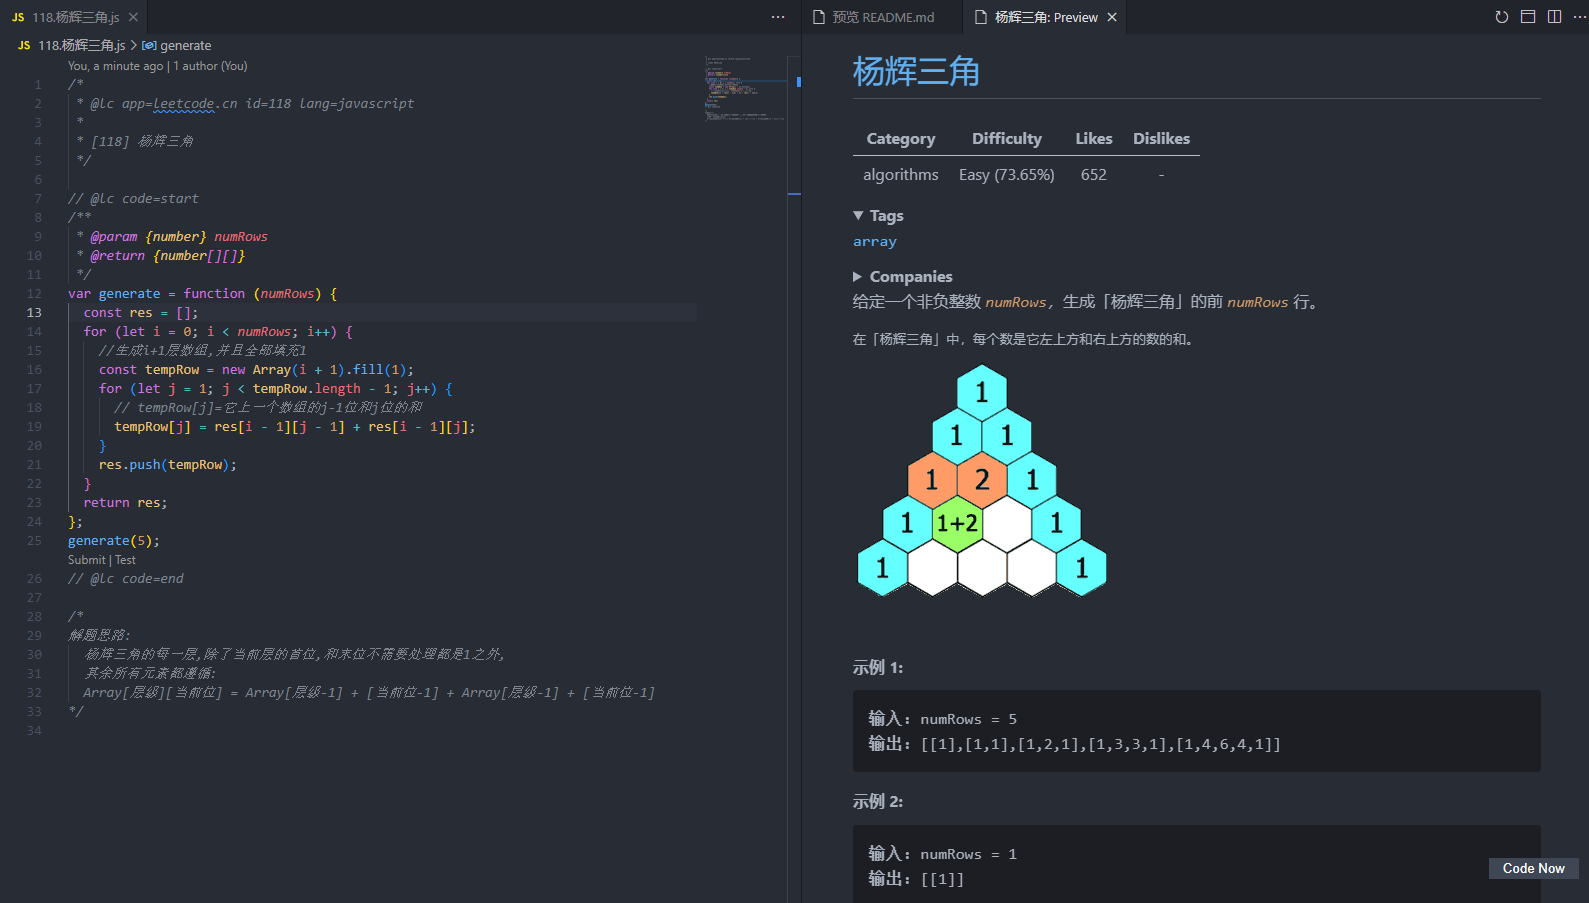 JS 118.杨辉三角.js ×
预览 README.md
杨辉三角: Preview ×
JS 118.杨辉三角.js > generate
You, a minute ago | 1 author (You)
1 /*
2  * @lc app=leetcode.cn id=118 lang=javascript
3  *
4  * [118] 杨辉三角
5  */
6
7 // @lc code=start
8 /**
9  * @param {number} numRows
10  * @return {number[][]}
11  */
12 var generate = function (numRows) {
13   const res = [];
14   for (let i = 0; i < numRows; i++) {
15     //生成i+1层数组,并且全部填充1
16     const tempRow = new Array(i + 1).fill(1);
17     for (let j = 1; j < tempRow.length - 1; j++) {
18       // tempRow[j]=它上一个数组的j-1位和j位的和
19       tempRow[j] = res[i - 1][j - 1] + res[i - 1][j];
20     }
21     res.push(tempRow);
22   }
23   return res;
24 };
25 generate(5);
Submit | Test
26 // @lc code=end
27
28 /*
29 解题思路:
30   杨辉三角的每一层,除了当前层的首位,和末位不需要处理都是1之外,
31   其余所有元素都遵循:
32   Array[层级][当前位] = Array[层级-1] + [当前位-1] + Array[层级-1] + [当前位-1]
33 */
34
杨辉三角
Category Difficulty Likes Dislikes
algorithms Easy (73.65%) 652 -
▼ Tags
array
▶ Companies
给定一个非负整数 numRows，生成「杨辉三角」的前 numRows 行。
在「杨辉三角」中，每个数是它左上方和右上方的数的和。
1
1 1
1 2 1
1 1+2 1
1 1
示例 1:
输入：numRows = 5
输出：[[1],[1,1],[1,2,1],[1,3,3,1],[1,4,6,4,1]]
示例 2:
输入：numRows = 1
输出：[[1]]
Code Now